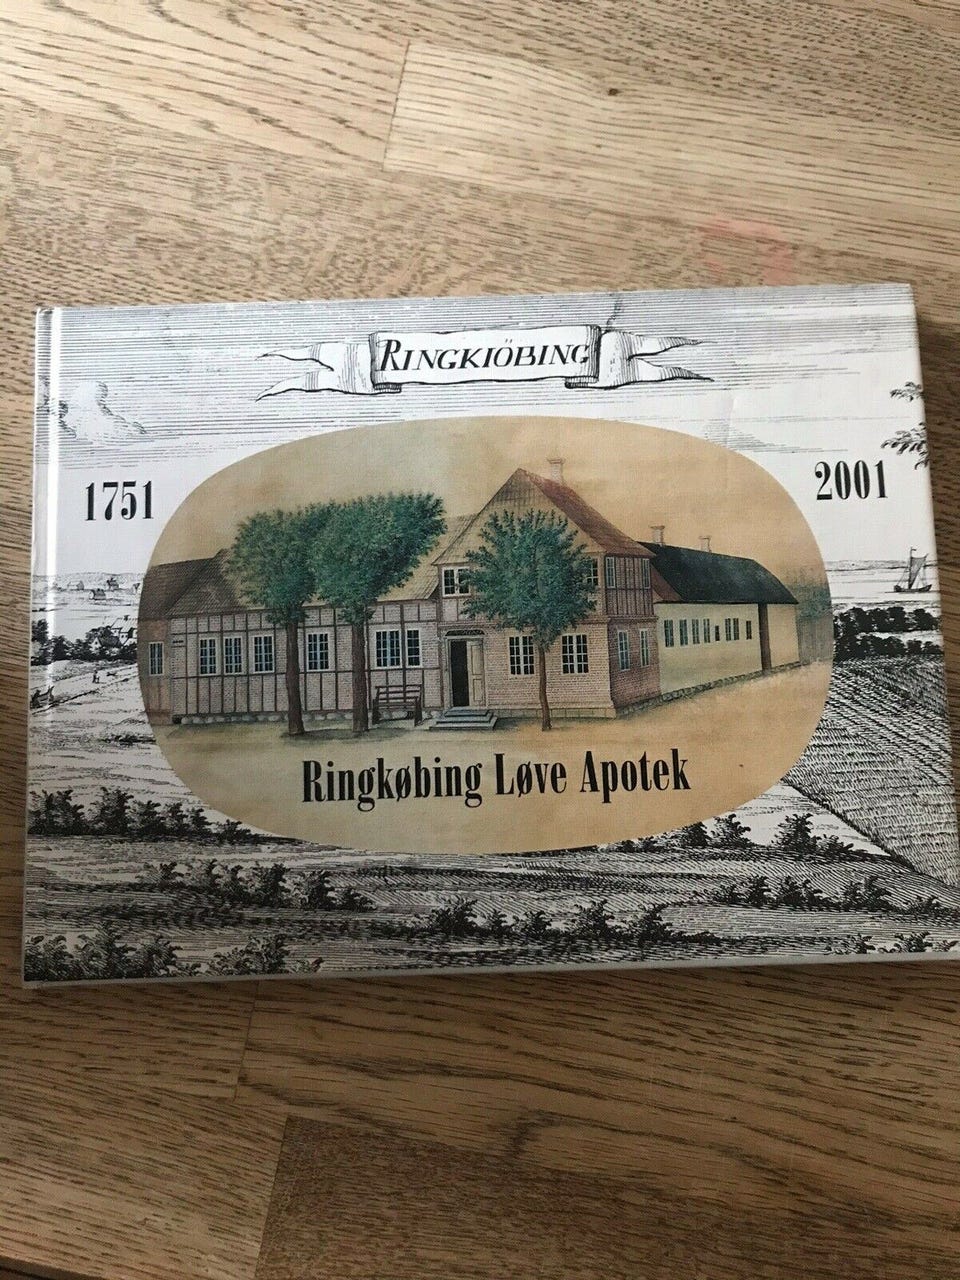 RINGKIÖBING
1751
2001
Ringkøbing Løve Apotek